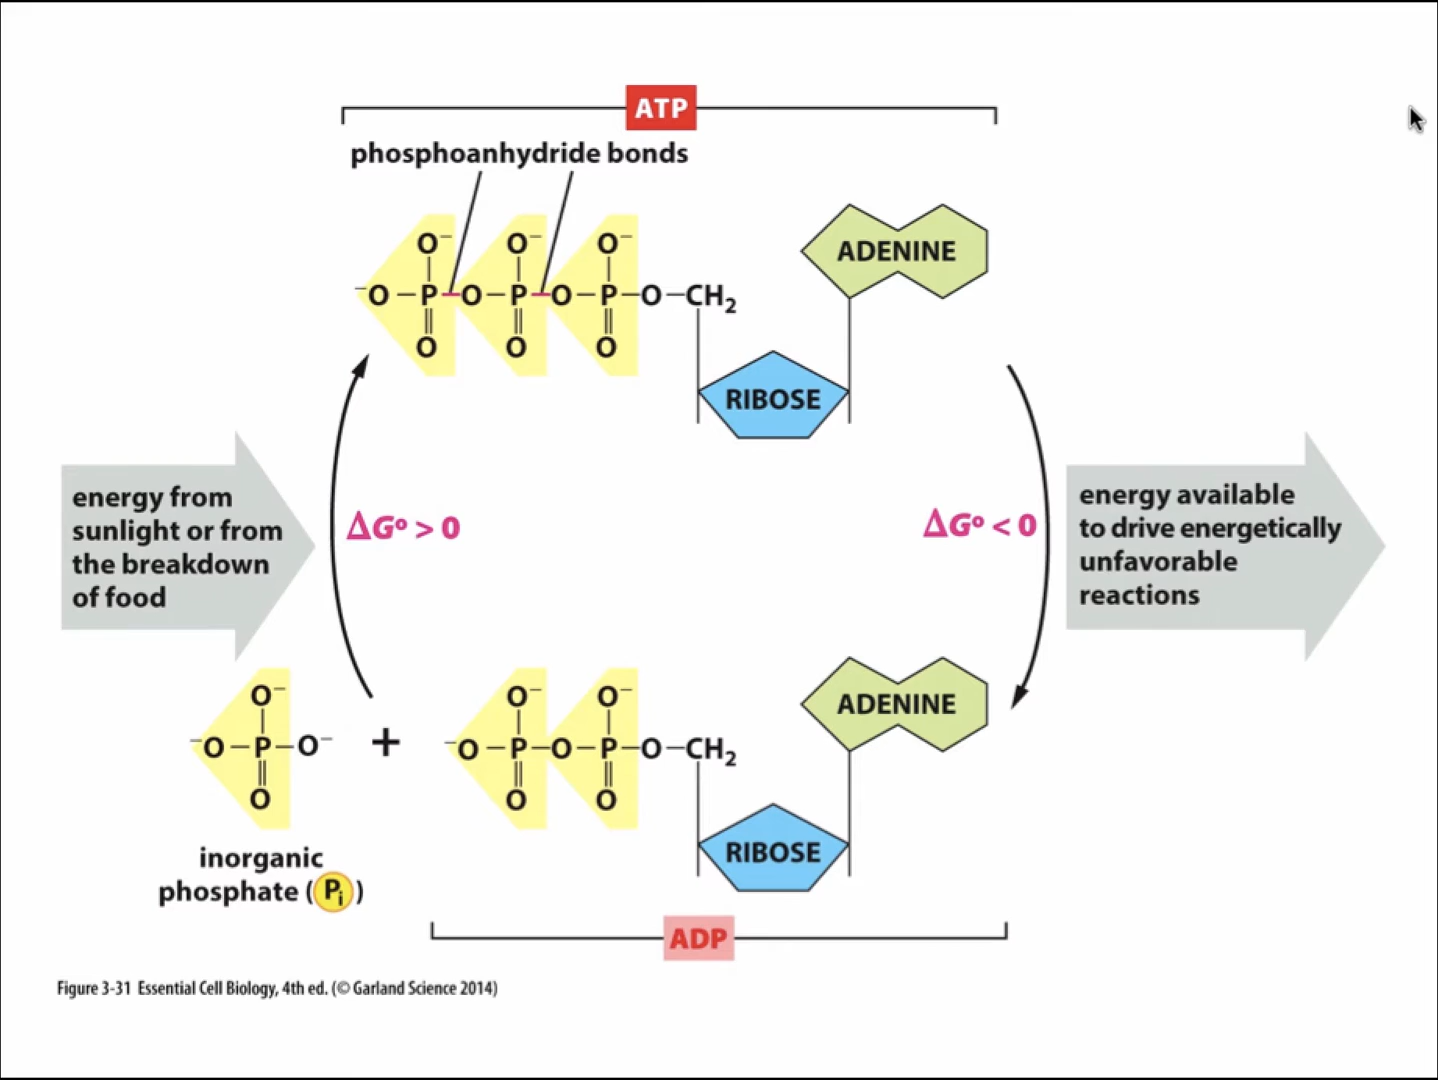 ATP
phosphoanhydride bonds
O⁻ O⁻ O⁻
⁻O–P–O–P–O–P–O–CH₂
O O O
ADENINE
RIBOSE
energy from
sunlight or from
the breakdown
of food
ΔG° > 0
ΔG° < 0
energy available
to drive energetically
unfavorable
reactions
O⁻
⁻O–P–O⁻
O
inorganic
phosphate (Pᵢ)
+
O⁻ O⁻
⁻O–P–O–P–O–CH₂
O O
ADENINE
RIBOSE
ADP
Figure 3-31 Essential Cell Biology, 4th ed. (© Garland Science 2014)